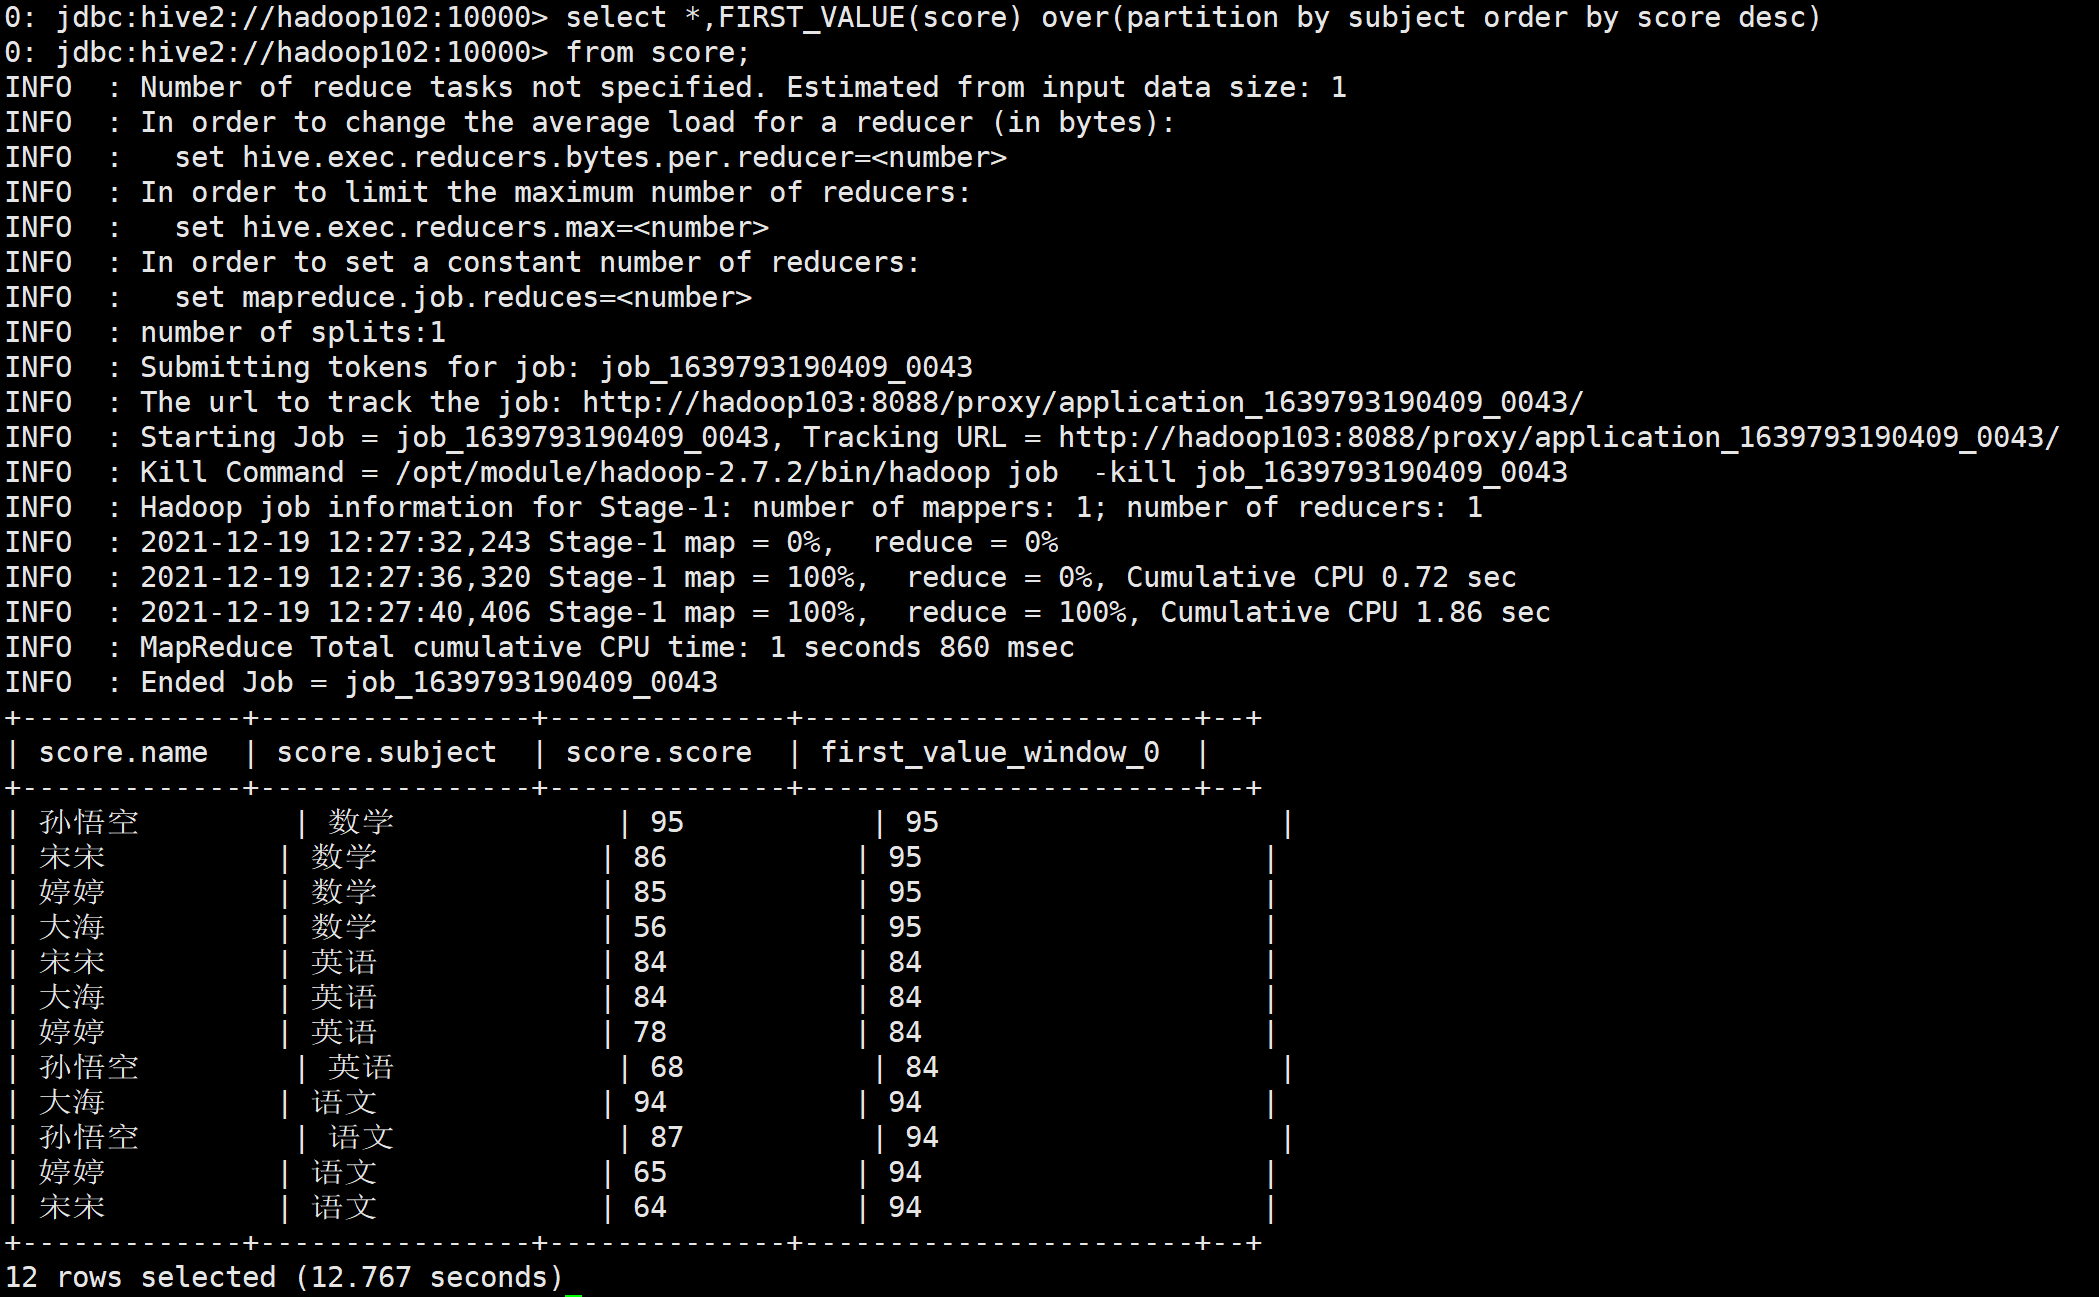 0: jdbc:hive2://hadoop102:10000> select *,FIRST_VALUE(score) over(partition by subject order by score desc)
0: jdbc:hive2://hadoop102:10000> from score;
INFO  : Number of reduce tasks not specified. Estimated from input data size: 1
INFO  : In order to change the average load for a reducer (in bytes):
INFO  :   set hive.exec.reducers.bytes.per.reducer=<number>
INFO  : In order to limit the maximum number of reducers:
INFO  :   set hive.exec.reducers.max=<number>
INFO  : In order to set a constant number of reducers:
INFO  :   set mapreduce.job.reduces=<number>
INFO  : number of splits:1
INFO  : Submitting tokens for job: job_1639793190409_0043
INFO  : The url to track the job: http://hadoop103:8088/proxy/application_1639793190409_0043/
INFO  : Starting Job = job_1639793190409_0043, Tracking URL = http://hadoop103:8088/proxy/application_1639793190409_0043/
INFO  : Kill Command = /opt/module/hadoop-2.7.2/bin/hadoop job  -kill job_1639793190409_0043
INFO  : Hadoop job information for Stage-1: number of mappers: 1; number of reducers: 1
INFO  : 2021-12-19 12:27:32,243 Stage-1 map = 0%,  reduce = 0%
INFO  : 2021-12-19 12:27:36,320 Stage-1 map = 100%,  reduce = 0%, Cumulative CPU 0.72 sec
INFO  : 2021-12-19 12:27:40,406 Stage-1 map = 100%,  reduce = 100%, Cumulative CPU 1.86 sec
INFO  : MapReduce Total cumulative CPU time: 1 seconds 860 msec
INFO  : Ended Job = job_1639793190409_0043
+-------------+----------------+--------------+-----------------------+--+
| score.name  | score.subject  | score.score  | first_value_window_0  |
+-------------+----------------+--------------+-----------------------+--+
| 孙悟空         | 数学             | 95           | 95                    |
| 宋宋          | 数学             | 86           | 95                    |
| 婷婷          | 数学             | 85           | 95                    |
| 大海          | 数学             | 56           | 95                    |
| 宋宋          | 英语             | 84           | 84                    |
| 大海          | 英语             | 84           | 84                    |
| 婷婷          | 英语             | 78           | 84                    |
| 孙悟空         | 英语             | 68           | 84                    |
| 大海          | 语文             | 94           | 94                    |
| 孙悟空         | 语文             | 87           | 94                    |
| 婷婷          | 语文             | 65           | 94                    |
| 宋宋          | 语文             | 64           | 94                    |
+-------------+----------------+--------------+-----------------------+--+
12 rows selected (12.767 seconds)